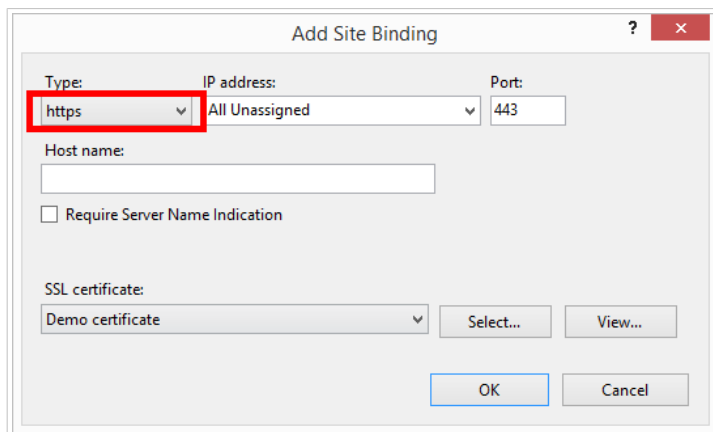 Add Site Binding
?
Type: IP address: Port:
https All Unassigned 443
Host name:
Require Server Name Indication
SSL certificate:
Demo certificate Select... View...
OK Cancel